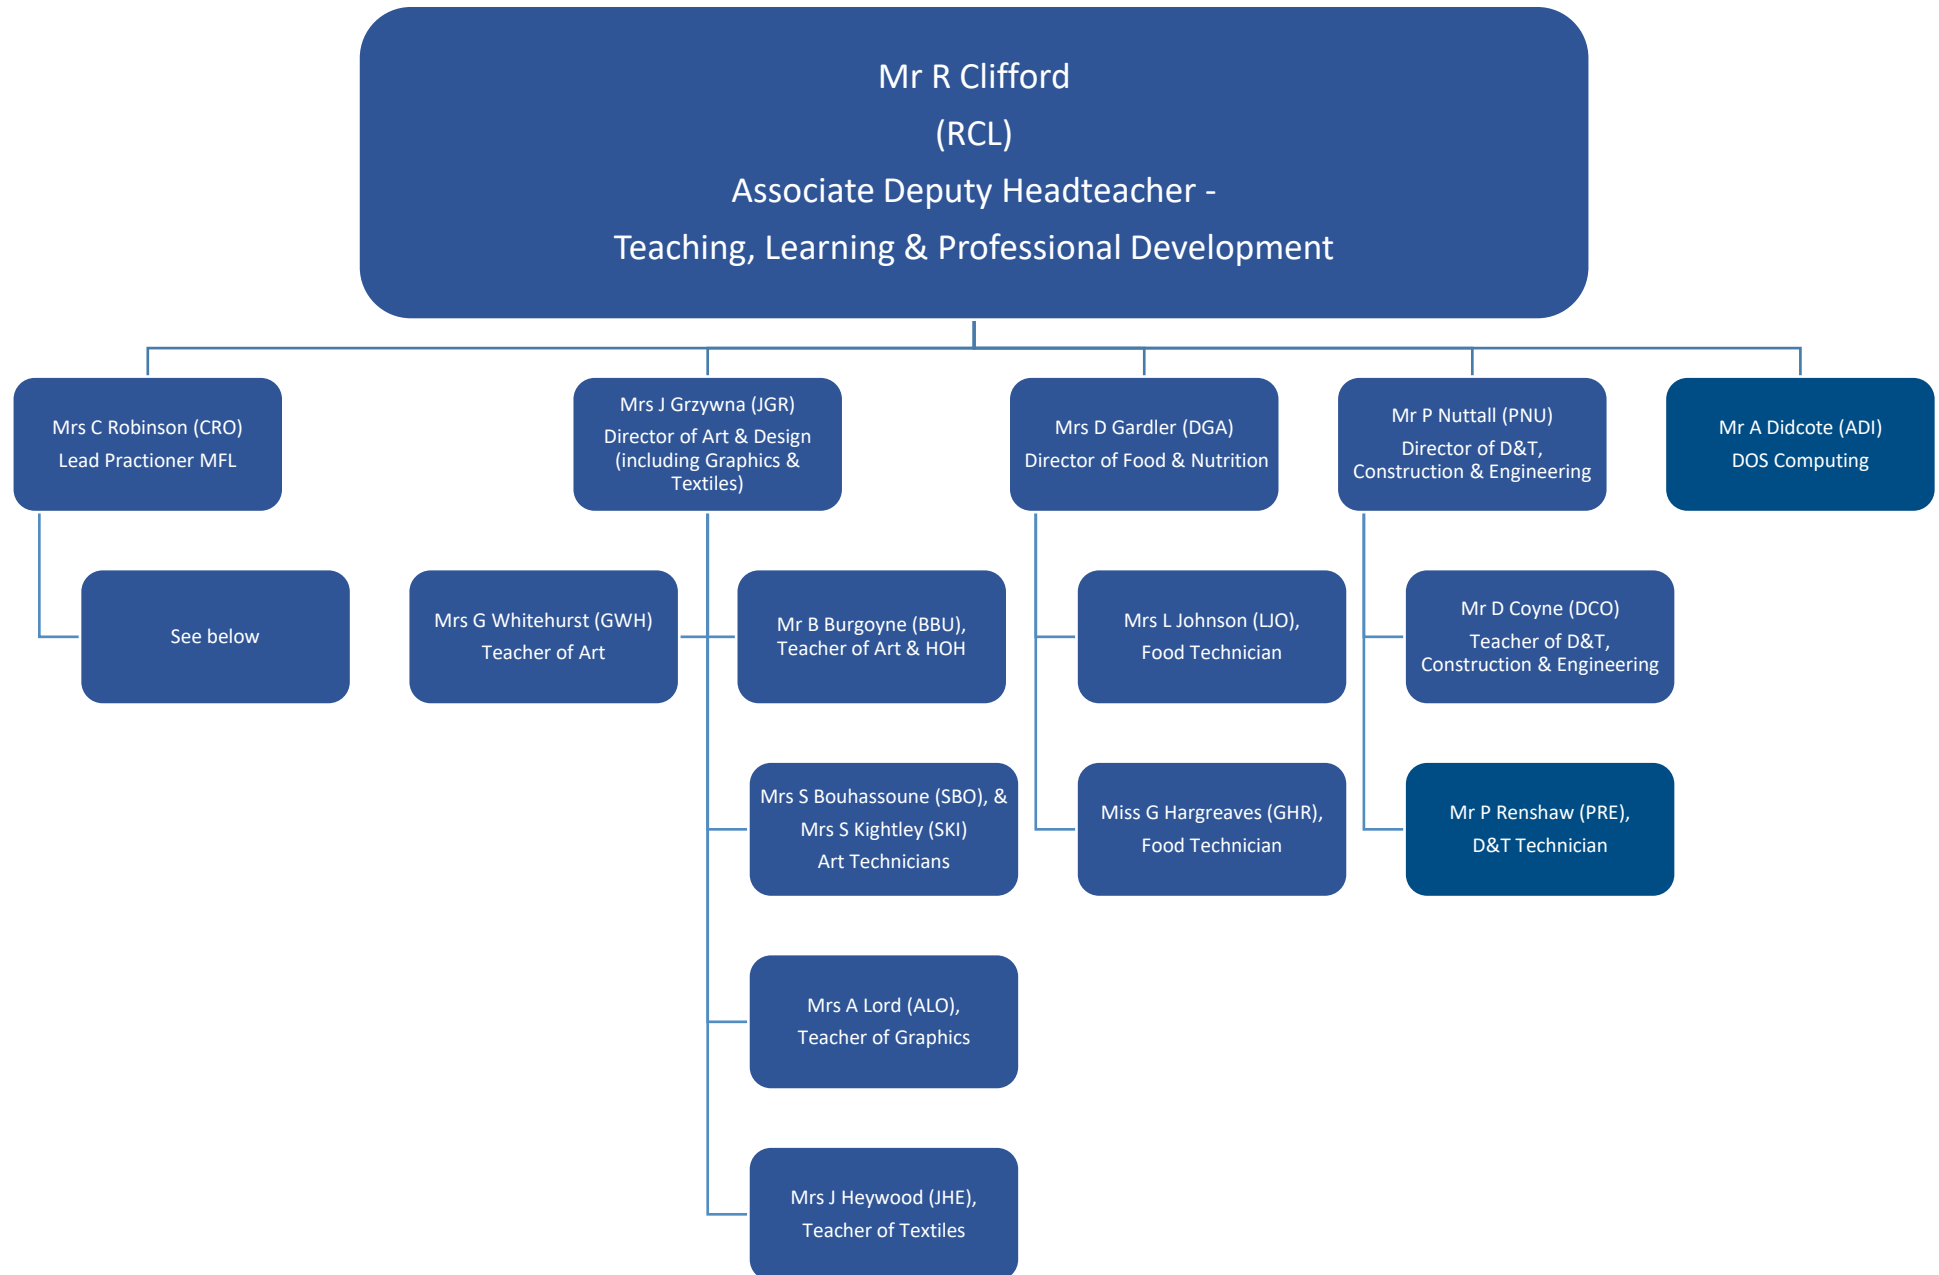 Mr R Clifford
(RCL)
Associate Deputy Headteacher -
Teaching, Learning & Professional Development
Mrs C Robinson (CRO)
Lead Practioner MFL
See below
Mrs J Grzywna (JGR)
Director of Art & Design
(including Graphics &
Textiles)
Mrs G Whitehurst (GWH)
Teacher of Art
Mr B Burgoyne (BBU),
Teacher of Art & HOH
Mrs S Bouhassoune (SBO), &
Mrs S Kightley (SKI)
Art Technicians
Mrs A Lord (ALO),
Teacher of Graphics
Mrs J Heywood (JHE),
Teacher of Textiles
Mrs D Gardler (DGA)
Director of Food & Nutrition
Mrs L Johnson (LJO),
Food Technician
Miss G Hargreaves (GHR),
Food Technician
Mr P Nuttall (PNU)
Director of D&T,
Construction & Engineering
Mr D Coyne (DCO)
Teacher of D&T,
Construction & Engineering
Mr P Renshaw (PRE),
D&T Technician
Mr A Didcote (ADI)
DOS Computing